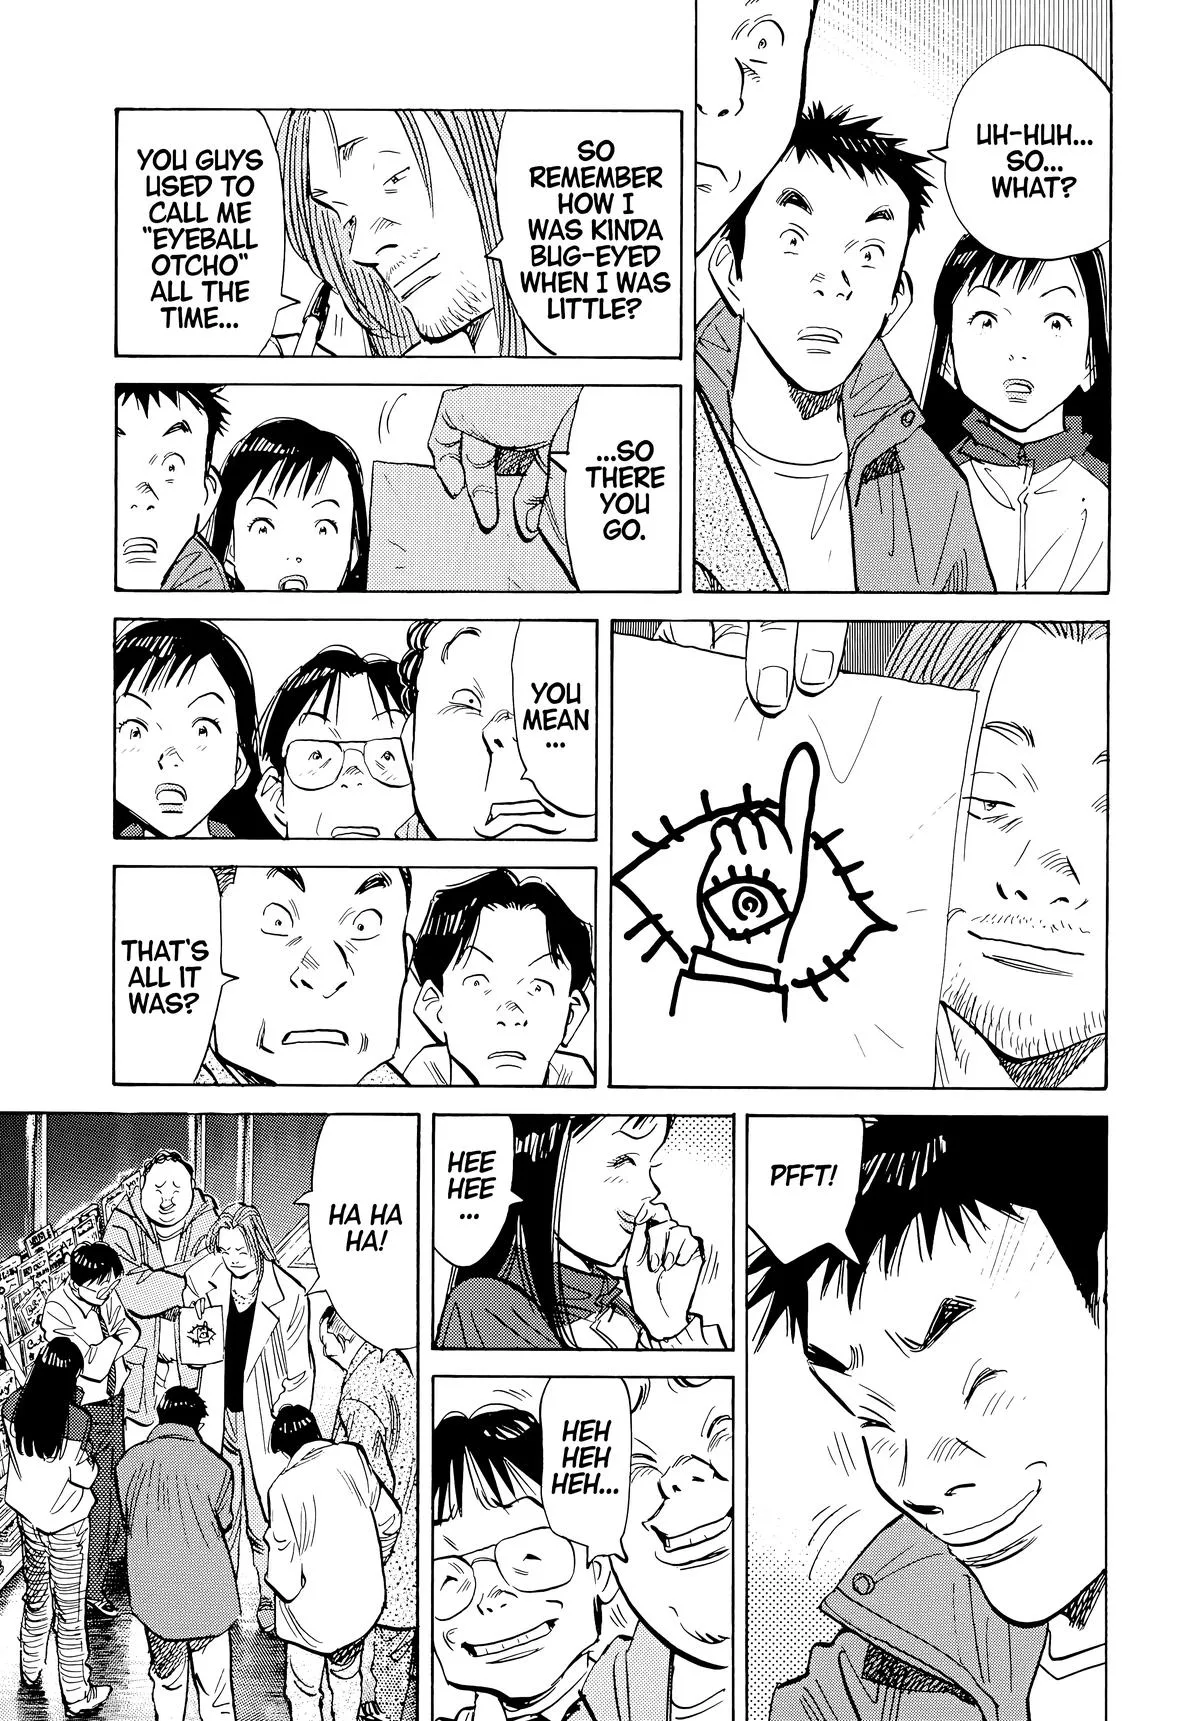 UH-HUH...
SO...
WHAT?
SO
REMEMBER
HOW I
WAS KINDA
BUG-EYED
WHEN I WAS
LITTLE?
YOU GUYS
USED TO
CALL ME
"EYEBALL
OTCHO"
ALL THE
TIME...
...SO
THERE
YOU
GO.
YOU
MEAN
...
THAT'S
ALL IT
WAS?
PFFT!
HEE
HEE
...
HEH
HEH
HEH...
HA HA
HA!